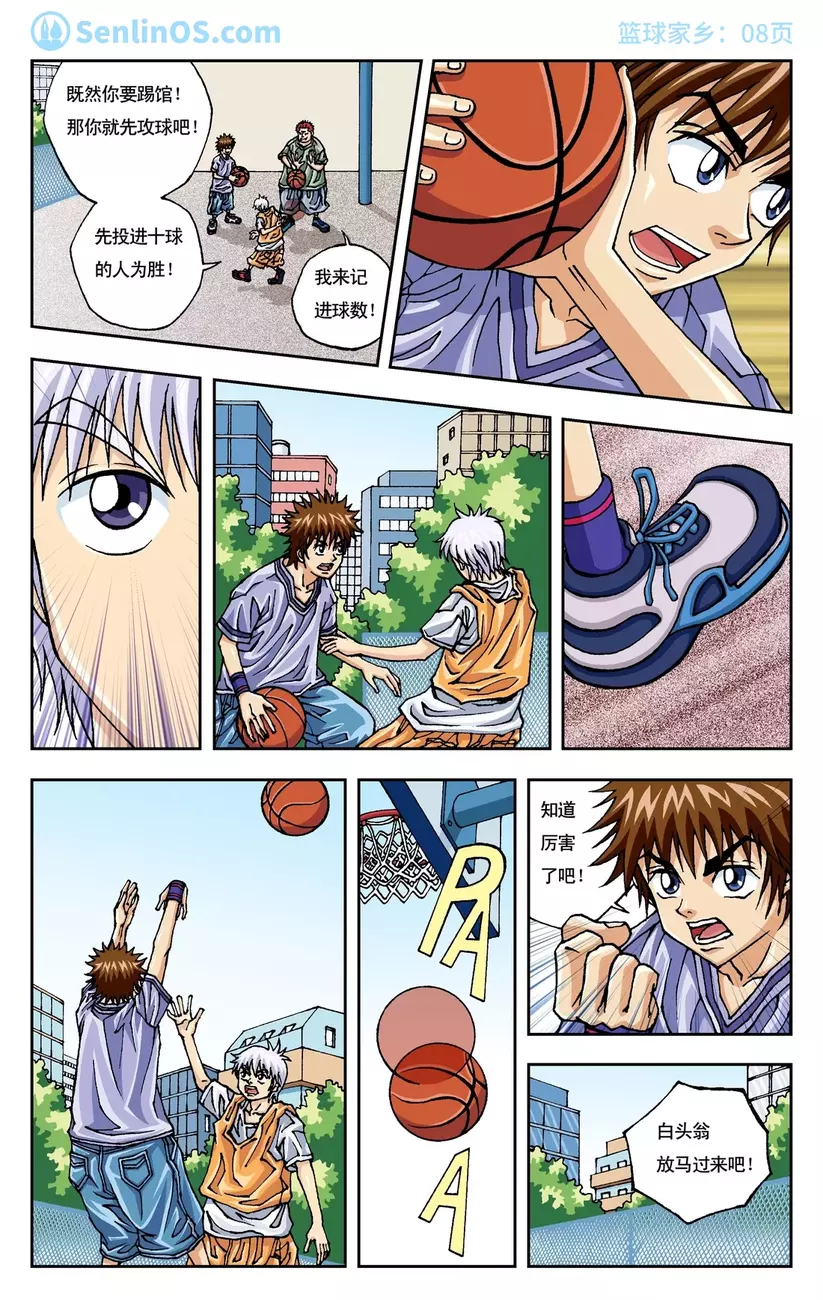 SenlinOS.com
篮球家乡：08页
既然你要踢馆！
那你就先攻球吧！
先投进十球
的人为胜！
我来记
进球数！
PA
A
知道
厉害
了吧！
白头翁
放马过来吧！